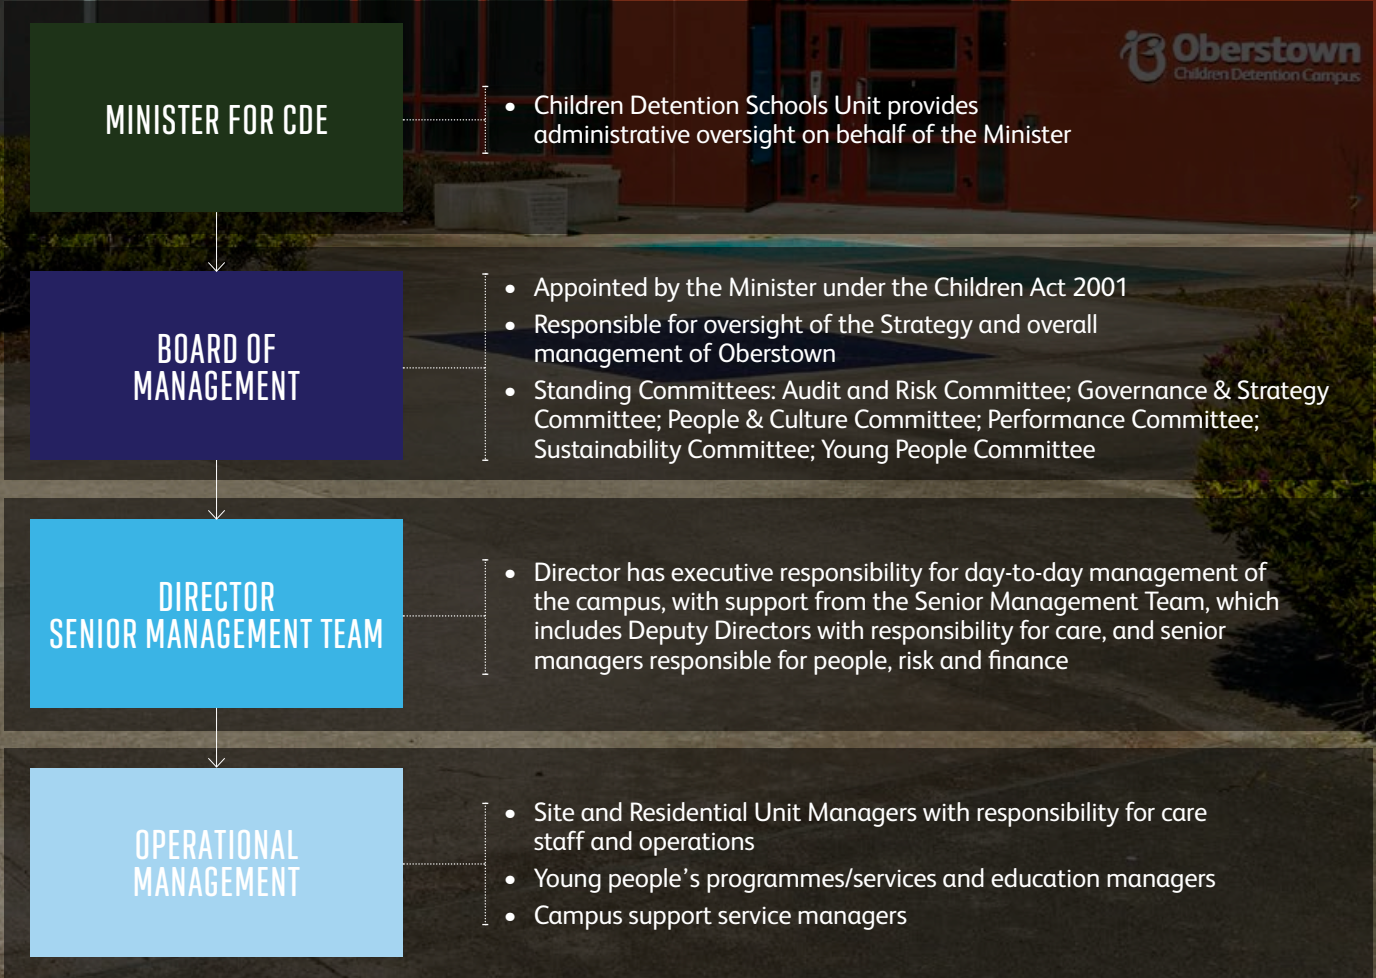 Oberstown
Children Detention Campus
MINISTER FOR CDE
• Children Detention Schools Unit provides
administrative oversight on behalf of the Minister
BOARD OF
MANAGEMENT
• Appointed by the Minister under the Children Act 2001
• Responsible for oversight of the Strategy and overall
management of Oberstown
• Standing Committees: Audit and Risk Committee; Governance & Strategy
Committee; People & Culture Committee; Performance Committee;
Sustainability Committee; Young People Committee
DIRECTOR
SENIOR MANAGEMENT TEAM
• Director has executive responsibility for day-to-day management of
the campus, with support from the Senior Management Team, which
includes Deputy Directors with responsibility for care, and senior
managers responsible for people, risk and finance
OPERATIONAL
MANAGEMENT
• Site and Residential Unit Managers with responsibility for care
staff and operations
• Young people’s programmes/services and education managers
• Campus support service managers